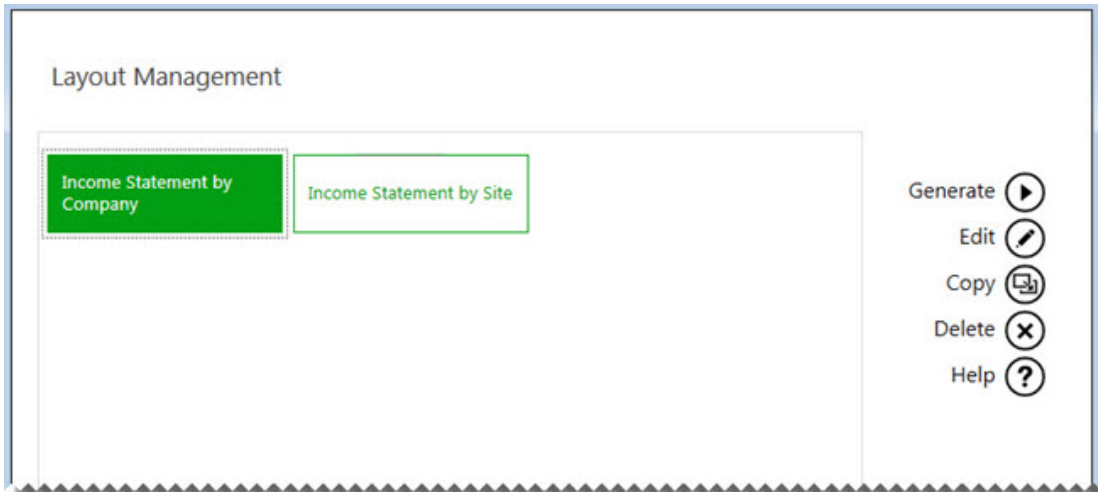 Layout Management
Income Statement by
Company
Income Statement by Site
Generate
Edit
Copy
Delete
Help